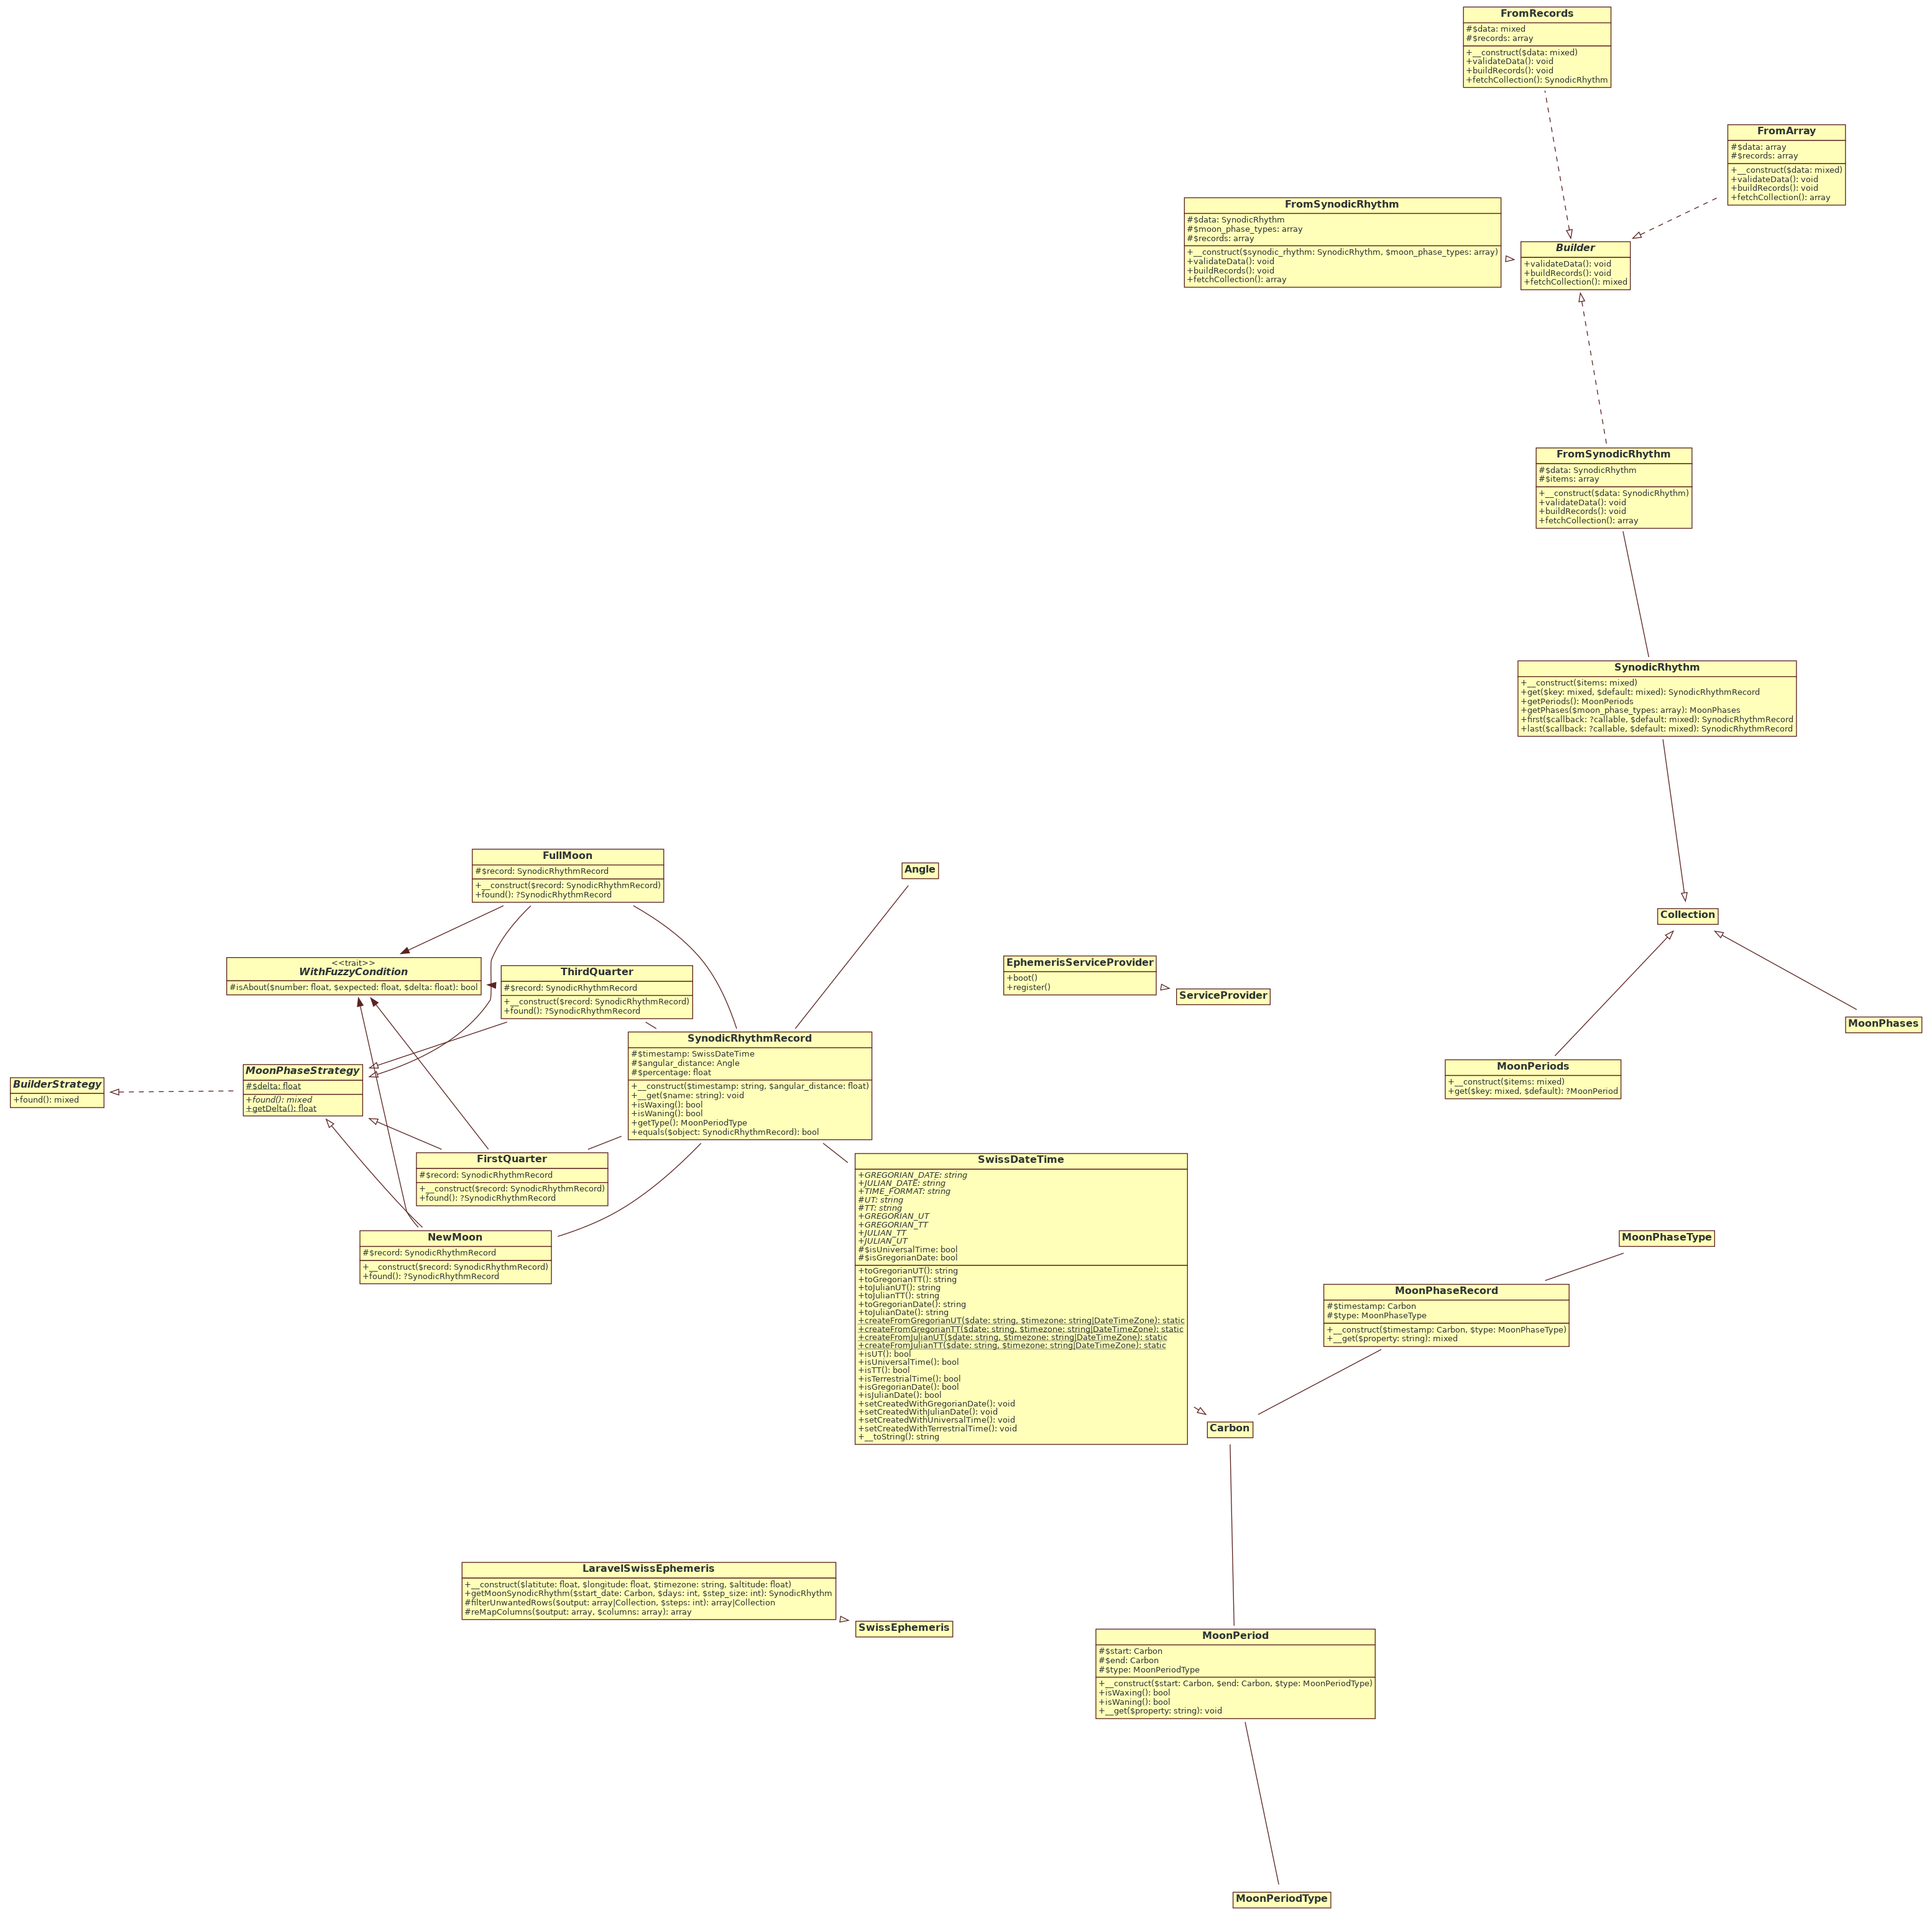 FromRecords
#$data: mixed
#$records: array
+__construct($data: mixed)
+validateData(): void
+buildRecords(): void
+fetchCollection(): SynodicRhythm
FromArray
#$data: array
#$records: array
+__construct($data: mixed)
+validateData(): void
+buildRecords(): void
+fetchCollection(): array
FromSynodicRhythm
#$data: SynodicRhythm
#$moon_phase_types: array
#$records: array
+__construct($synodic_rhythm: SynodicRhythm, $moon_phase_types: array)
+validateData(): void
+buildRecords(): void
+fetchCollection(): array
Builder
+validateData(): void
+buildRecords(): void
+fetchCollection(): mixed
FromSynodicRhythm
#$data: SynodicRhythm
#$items: array
+__construct($data: SynodicRhythm)
+validateData(): void
+buildRecords(): void
+fetchCollection(): array
SynodicRhythm
+__construct($items: mixed)
+get($key: mixed, $default: mixed): SynodicRhythmRecord
+getPeriods(): MoonPeriods
+getPhases($moon_phase_types: array): MoonPhases
+first($callback: ?callable, $default: mixed): SynodicRhythmRecord
+last($callback: ?callable, $default: mixed): SynodicRhythmRecord
FullMoon
#$record: SynodicRhythmRecord
+__construct($record: SynodicRhythmRecord)
+found(): ?SynodicRhythmRecord
Angle
Collection
<<trait>>
WithFuzzyCondition
#isAbout($number: float, $expected: float, $delta: float): bool
ThirdQuarter
#$record: SynodicRhythmRecord
+__construct($record: SynodicRhythmRecord)
+found(): ?SynodicRhythmRecord
EphemerisServiceProvider
+boot()
+register()
ServiceProvider
MoonPhases
SynodicRhythmRecord
#$timestamp: SwissDateTime
#$angular_distance: Angle
#$percentage: float
+__construct($timestamp: string, $angular_distance: float)
+__get($name: string): void
+isWaxing(): bool
+isWaning(): bool
+getType(): MoonPeriodType
+equals($object: SynodicRhythmRecord): bool
MoonPeriods
+__construct($items: mixed)
+get($key: mixed, $default): ?MoonPeriod
BuilderStrategy
+found(): mixed
MoonPhaseStrategy
#$delta: float
+found(): mixed
+getDelta(): float
FirstQuarter
#$record: SynodicRhythmRecord
+__construct($record: SynodicRhythmRecord)
+found(): ?SynodicRhythmRecord
SwissDateTime
+GREGORIAN_DATE: string
+JULIAN_DATE: string
+TIME_FORMAT: string
#UT: string
#TT: string
+GREGORIAN_UT
+GREGORIAN_TT
+JULIAN_TT
+JULIAN_UT
#$isUniversalTime: bool
#$isGregorianDate: bool
+toGregorianUT(): string
+toGregorianTT(): string
+toJulianUT(): string
+toJulianTT(): string
+toGregorianDate(): string
+toJulianDate(): string
+createFromGregorianUT($date: string, $timezone: string|DateTimeZone): static
+createFromGregorianTT($date: string, $timezone: string|DateTimeZone): static
+createFromJulianUT($date: string, $timezone: string|DateTimeZone): static
+createFromJulianTT($date: string, $timezone: string|DateTimeZone): static
+isUT(): bool
+isUniversalTime(): bool
+isTT(): bool
+isTerrestrialTime(): bool
+isGregorianDate(): bool
+isJulianDate(): bool
+setCreatedWithGregorianDate(): void
+setCreatedWithJulianDate(): void
+setCreatedWithUniversalTime(): void
+setCreatedWithTerrestrialTime(): void
+__toString(): string
NewMoon
#$record: SynodicRhythmRecord
+__construct($record: SynodicRhythmRecord)
+found(): ?SynodicRhythmRecord
MoonPhaseType
MoonPhaseRecord
#$timestamp: Carbon
#$type: MoonPhaseType
+__construct($timestamp: Carbon, $type: MoonPhaseType)
+__get($property: string): mixed
Carbon
LaravelSwissEphemeris
+__construct($latitute: float, $longitude: float, $timezone: string, $altitude: float)
+getMoonSynodicRhythm($start_date: Carbon, $days: int, $step_size: int): SynodicRhythm
#filterUnwantedRows($output: array|Collection, $steps: int): array|Collection
#reMapColumns($output: array, $columns: array): array
SwissEphemeris
MoonPeriod
#$start: Carbon
#$end: Carbon
#$type: MoonPeriodType
+__construct($start: Carbon, $end: Carbon, $type: MoonPeriodType)
+isWaxing(): bool
+isWaning(): bool
+__get($property: string): void
MoonPeriodType